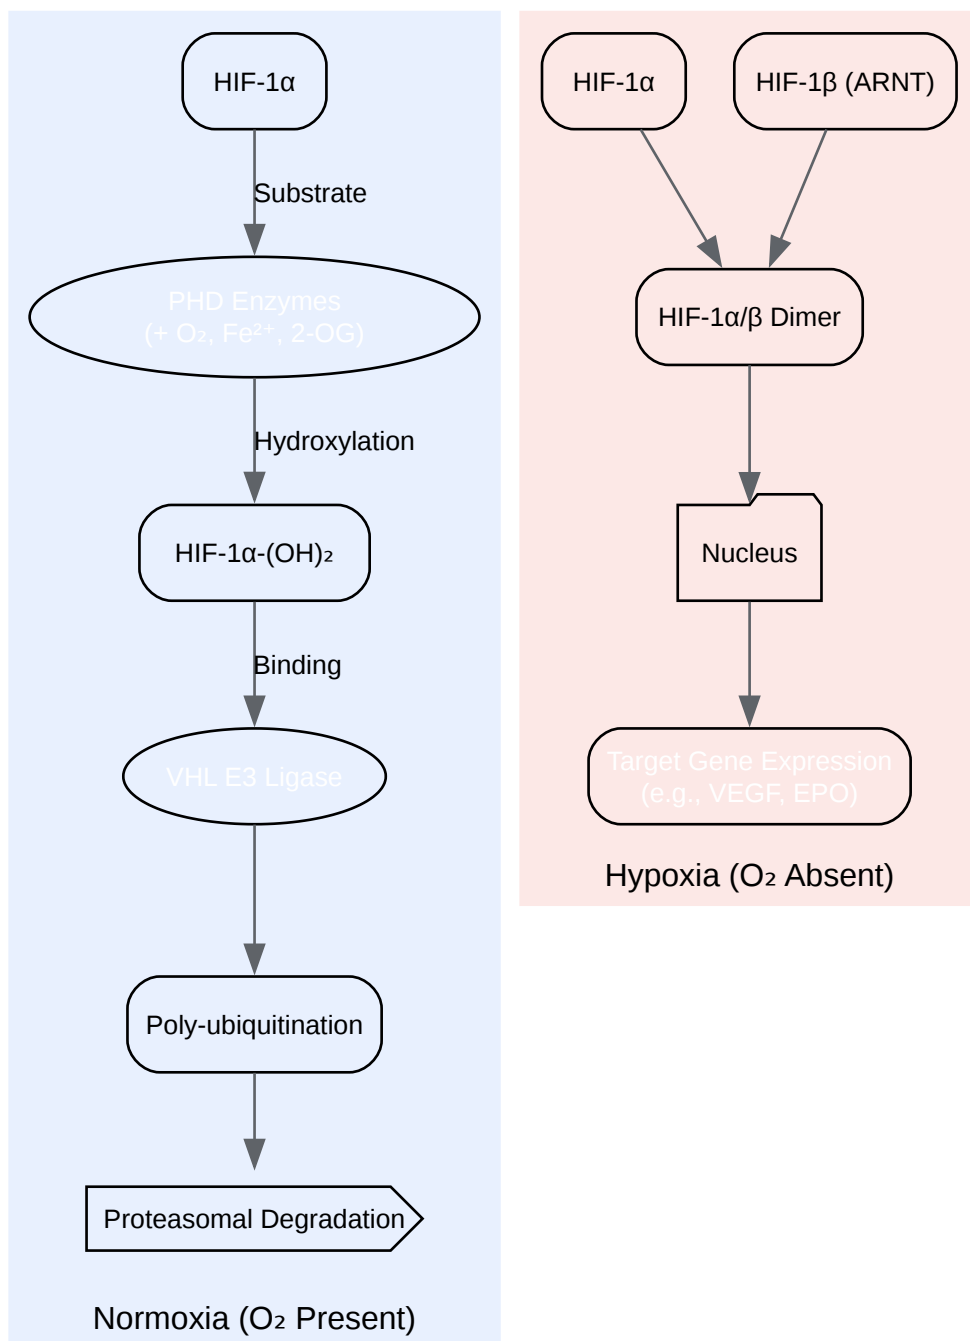 HIF-1α
Substrate
PHD Enzymes
(+ O₂, Fe²⁺, 2-OG)
Hydroxylation
HIF-1α-(OH)₂
Binding
VHL E3 Ligase
Poly-ubiquitination
Proteasomal Degradation
Normoxia (O₂ Present)
HIF-1α
HIF-1β (ARNT)
HIF-1α/β Dimer
Nucleus
Target Gene Expression
(e.g., VEGF, EPO)
Hypoxia (O₂ Absent)